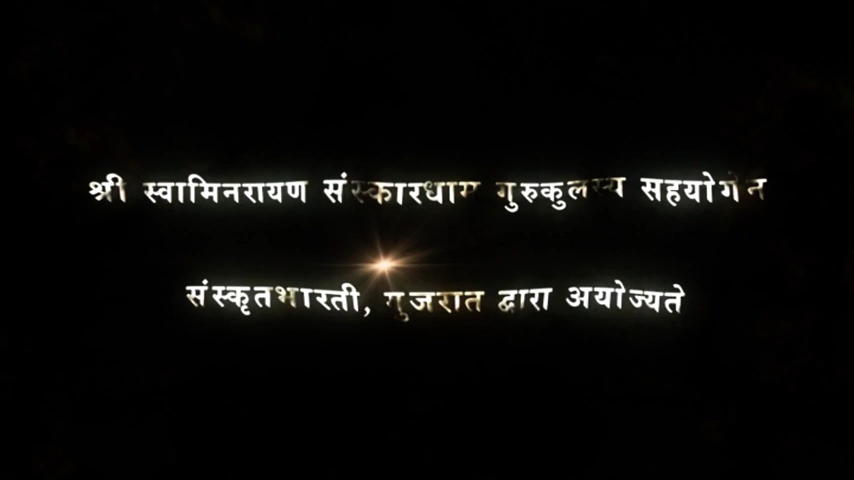 श्री स्वामिनरायण संस्कारधाम गुरुकुलस्य सहयोगेन
संस्कृतभारती, गुजरात द्वारा अयोज्यते